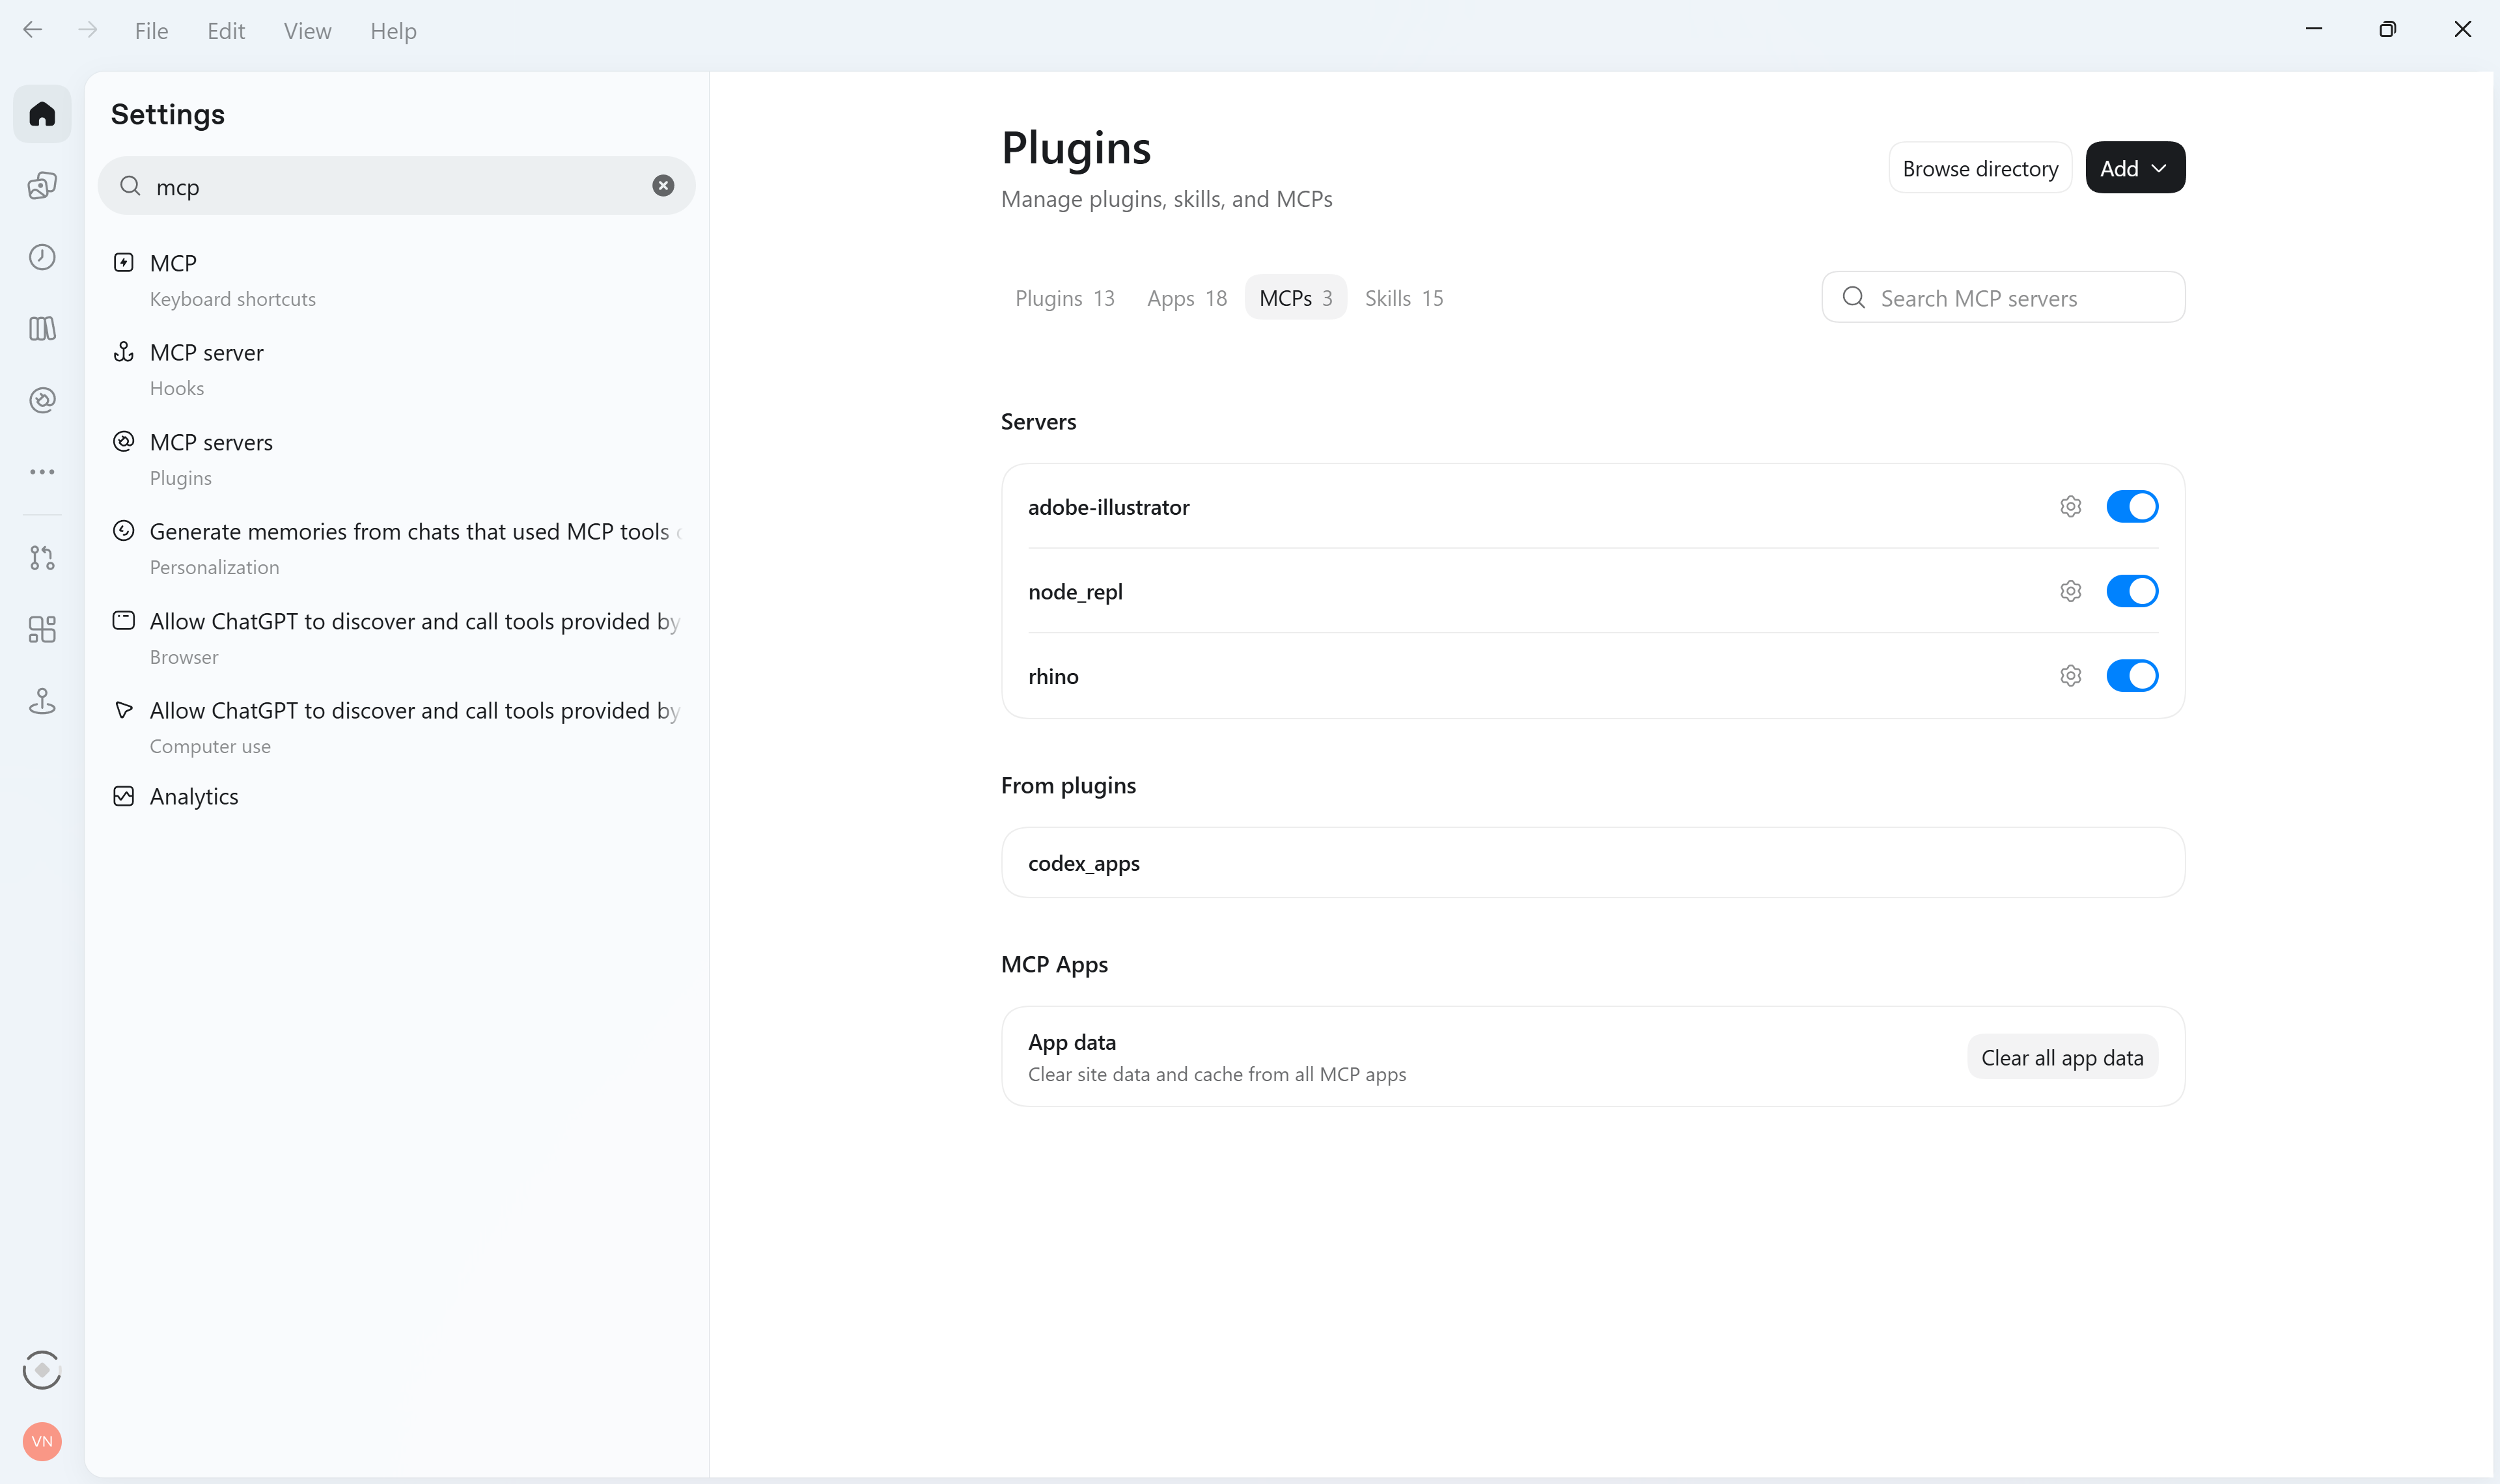 File Edit View Help
Settings
mcp
MCP
Keyboard shortcuts
MCP server
Hooks
MCP servers
Plugins
Generate memories from chats that used MCP tools
Personalization
Allow ChatGPT to discover and call tools provided by
Browser
Allow ChatGPT to discover and call tools provided by
Computer use
Analytics
VN
Plugins
Manage plugins, skills, and MCPs
Browse directory
Add
Plugins 13 Apps 18 MCPs 3 Skills 15
Search MCP servers
Servers
adobe-illustrator
node_repl
rhino
From plugins
codex_apps
MCP Apps
App data
Clear site data and cache from all MCP apps
Clear all app data